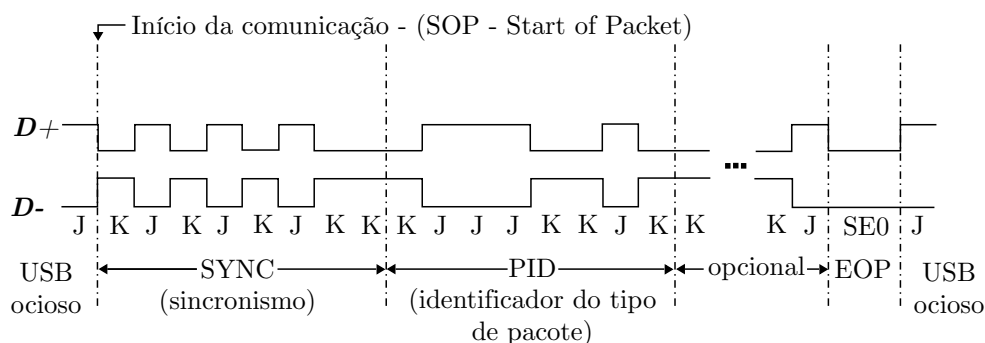 Início da comunicação - (SOP - Start of Packet)
D+
D-
J K J K J K J K K K J J J K K J K K ... K J SE0 J
USB ocioso
SYNC (sincronismo)
PID (identificador do tipo de pacote)
opcional
EOP
USB ocioso